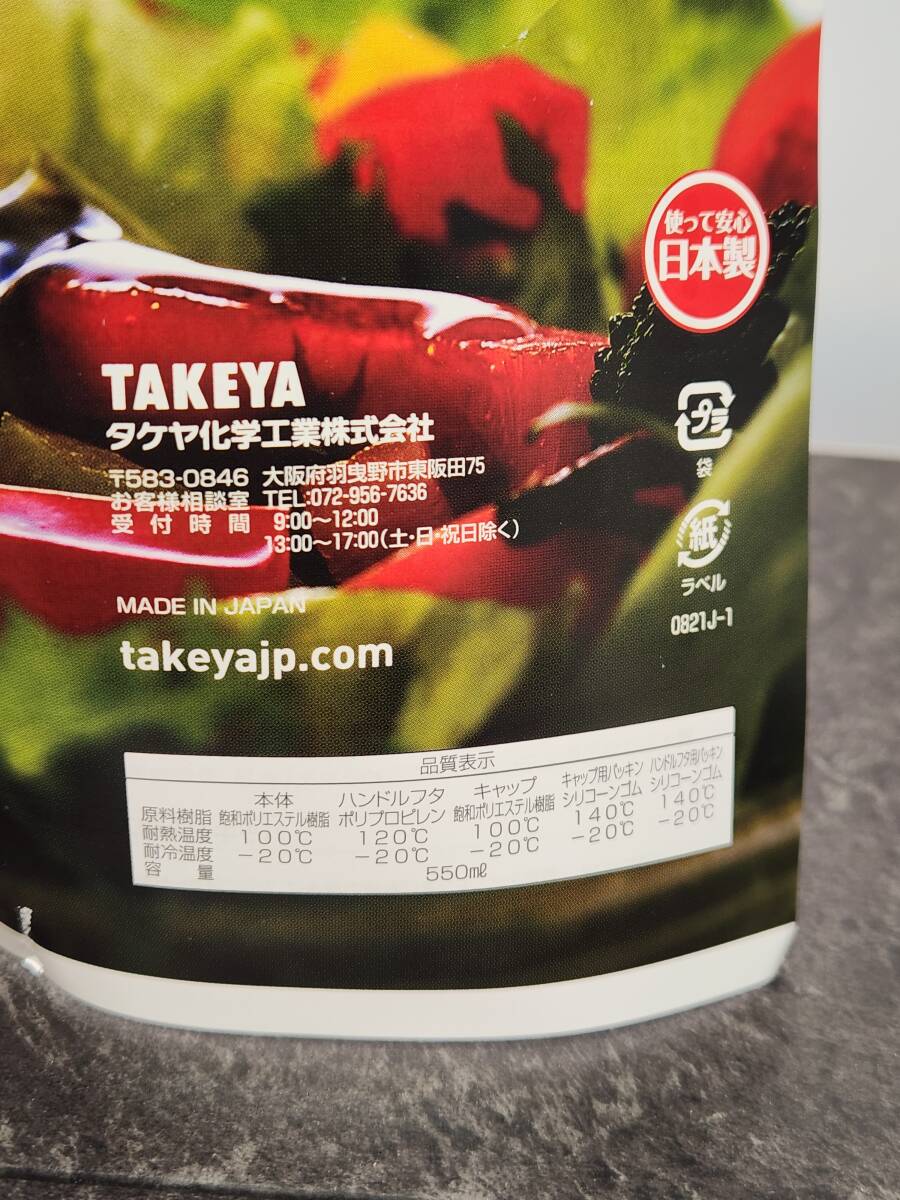 使って安心
日本製
TAKEYA
タケヤ化学工業株式会社
〒583-0846 大阪府羽曳野市東阪田75
お客様相談室 TEL:072-956-7636
受付時間 9:00〜12:00
13:00〜17:00(土・日・祝日除く)
プラ
袋
紙
ラベル
0821J-1
MADE IN JAPAN
takeyajp.com
品質表示
本体 ハンドルフタ キャップ キャップ用パッキン ハンドルフタ用パッキン
原料樹脂 飽和ポリエステル樹脂 ポリプロピレン 飽和ポリエステル樹脂 シリコーンゴム シリコーンゴム
耐熱温度 100℃ 120℃ 100℃ 140℃ 140℃
耐冷温度 -20℃ -20℃ -20℃ -20℃ -20℃
容量 550㎖